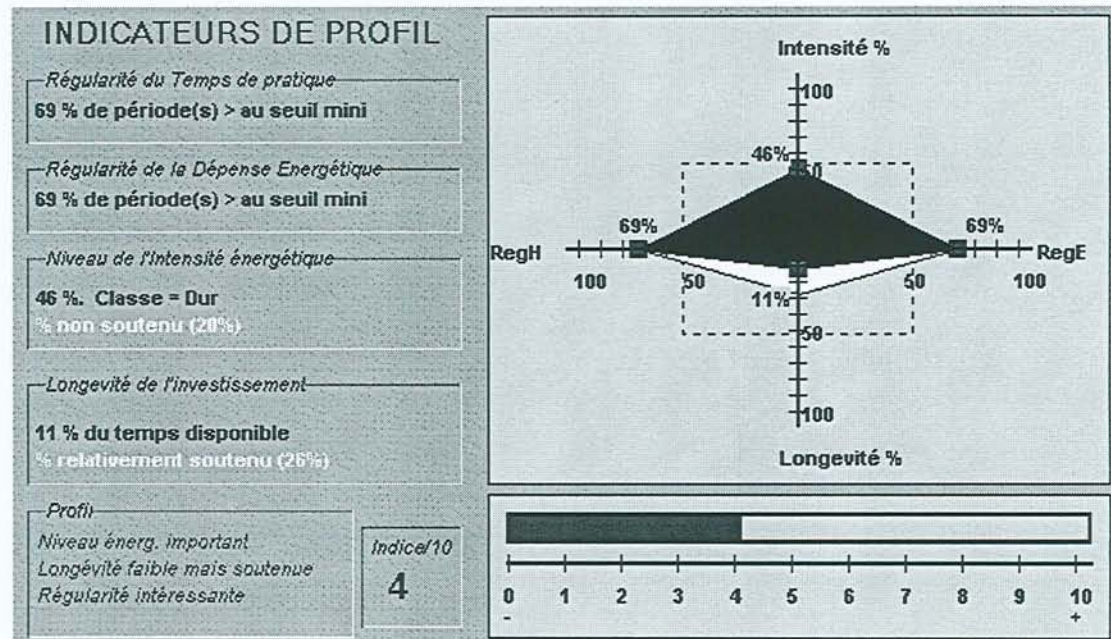 INDICATEURS DE PROFIL
Régularité du Temps de pratique
69 % de période(s) > au seuil mini
Régularité de la Dépense Energétique
69 % de période(s) > au seuil mini
Niveau de l'Intensité énergétique
46 %. Classe = Dur
% non soutenu (20%)
Longevité de l'investissement
11 % du temps disponible
% relativement soutenu (26%)
Profil
Niveau énerg. important
Longévité faible mais soutenue
Régularité intéressante
Indice/10
4
Intensité %
100
46%
50
69%
69%
RegH
RegE
100
50
50
100
11%
50
100
Longevité %
0 1 2 3 4 5 6 7 8 9 10
- +